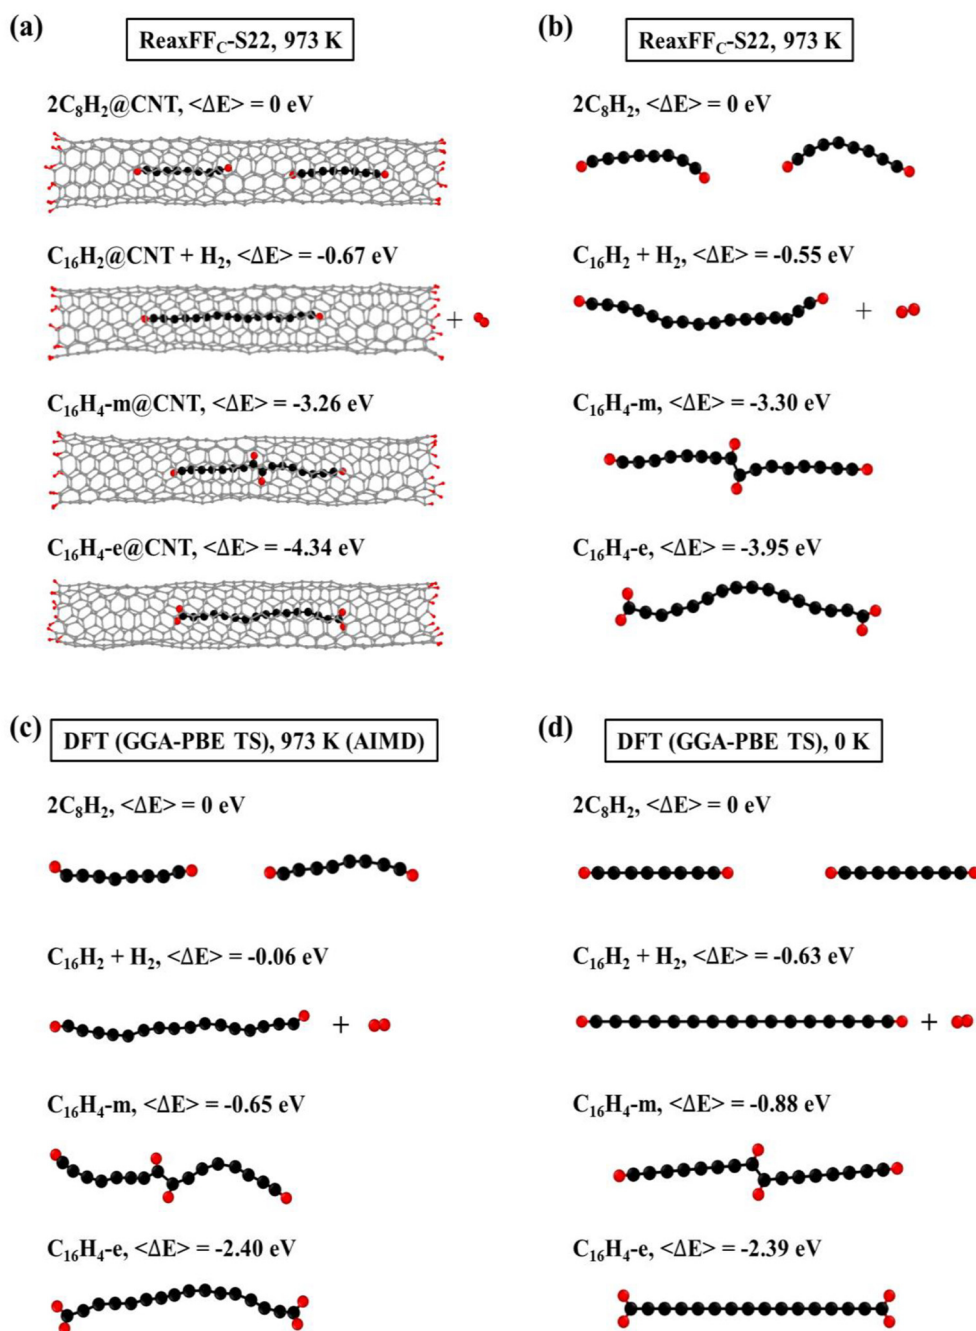 (a)
ReaxFF_C-S22, 973 K
2C₈H₂@CNT, <ΔE> = 0 eV
C₁₆H₂@CNT + H₂, <ΔE> = -0.67 eV
+
C₁₆H₄-m@CNT, <ΔE> = -3.26 eV
C₁₆H₄-e@CNT, <ΔE> = -4.34 eV
(b)
ReaxFF_C-S22, 973 K
2C₈H₂, <ΔE> = 0 eV
C₁₆H₂ + H₂, <ΔE> = -0.55 eV
+
C₁₆H₄-m, <ΔE> = -3.30 eV
C₁₆H₄-e, <ΔE> = -3.95 eV
(c)
DFT (GGA-PBE TS), 973 K (AIMD)
2C₈H₂, <ΔE> = 0 eV
C₁₆H₂ + H₂, <ΔE> = -0.06 eV
+
C₁₆H₄-m, <ΔE> = -0.65 eV
C₁₆H₄-e, <ΔE> = -2.40 eV
(d)
DFT (GGA-PBE TS), 0 K
2C₈H₂, <ΔE> = 0 eV
C₁₆H₂ + H₂, <ΔE> = -0.63 eV
+
C₁₆H₄-m, <ΔE> = -0.88 eV
C₁₆H₄-e, <ΔE> = -2.39 eV